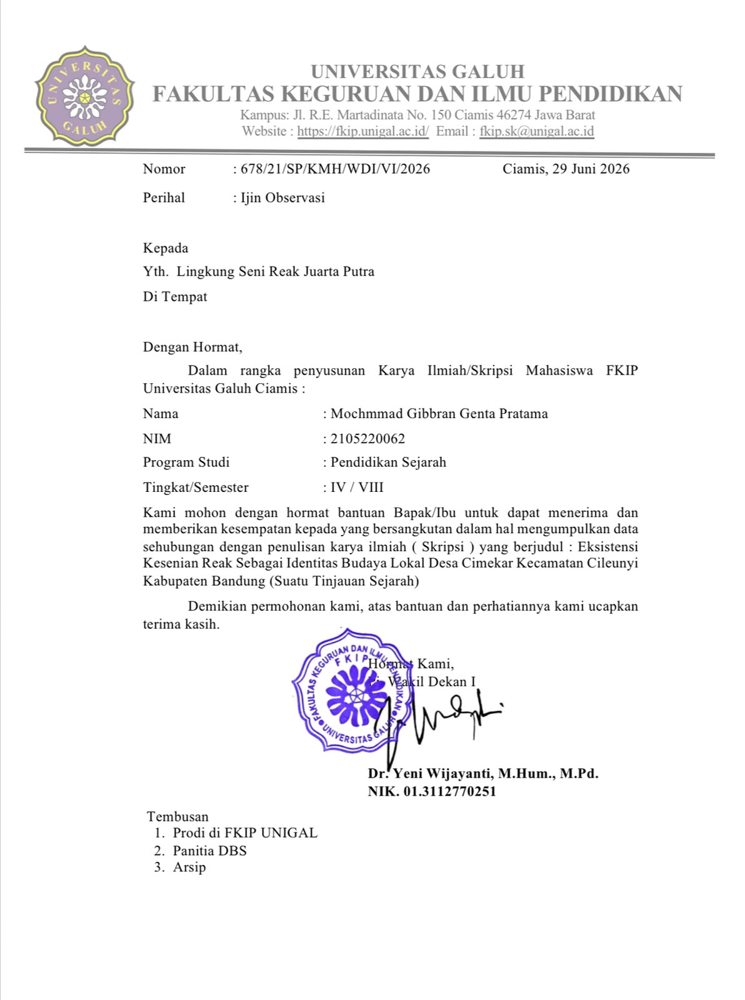 UNIVERSITAS GALUH
UNIVERSITAS GALUH
FAKULTAS KEGURUAN DAN ILMU PENDIDIKAN
Kampus: Jl. R.E. Martadinata No. 150 Ciamis 46274 Jawa Barat
Website : https://fkip.unigal.ac.id/ Email : fkip.sk@unigal.ac.id
Nomor : 678/21/SP/KMH/WDI/VI/2026 Ciamis, 29 Juni 2026
Perihal : Ijin Observasi
Kepada
Yth. Lingkung Seni Reak Juarta Putra
Di Tempat
Dengan Hormat,
Dalam rangka penyusunan Karya Ilmiah/Skripsi Mahasiswa FKIP
Universitas Galuh Ciamis :
Nama : Mochmmad Gibbran Genta Pratama
NIM : 2105220062
Program Studi : Pendidikan Sejarah
Tingkat/Semester : IV / VIII
Kami mohon dengan hormat bantuan Bapak/Ibu untuk dapat menerima dan
memberikan kesempatan kepada yang bersangkutan dalam hal mengumpulkan data
sehubungan dengan penulisan karya ilmiah ( Skripsi ) yang berjudul : Eksistensi
Kesenian Reak Sebagai Identitas Budaya Lokal Desa Cimekar Kecamatan Cileunyi
Kabupaten Bandung (Suatu Tinjauan Sejarah)
Demikian permohonan kami, atas bantuan dan perhatiannya kami ucapkan
terima kasih.
FAKULTAS KEGURUAN DAN ILMU PENDIDIKAN
FKIP
UNIVERSITAS GALUH
Hormat Kami,
Wakil Dekan I
Dr. Yeni Wijayanti, M.Hum., M.Pd.
NIK. 01.3112770251
Tembusan
1. Prodi di FKIP UNIGAL
2. Panitia DBS
3. Arsip